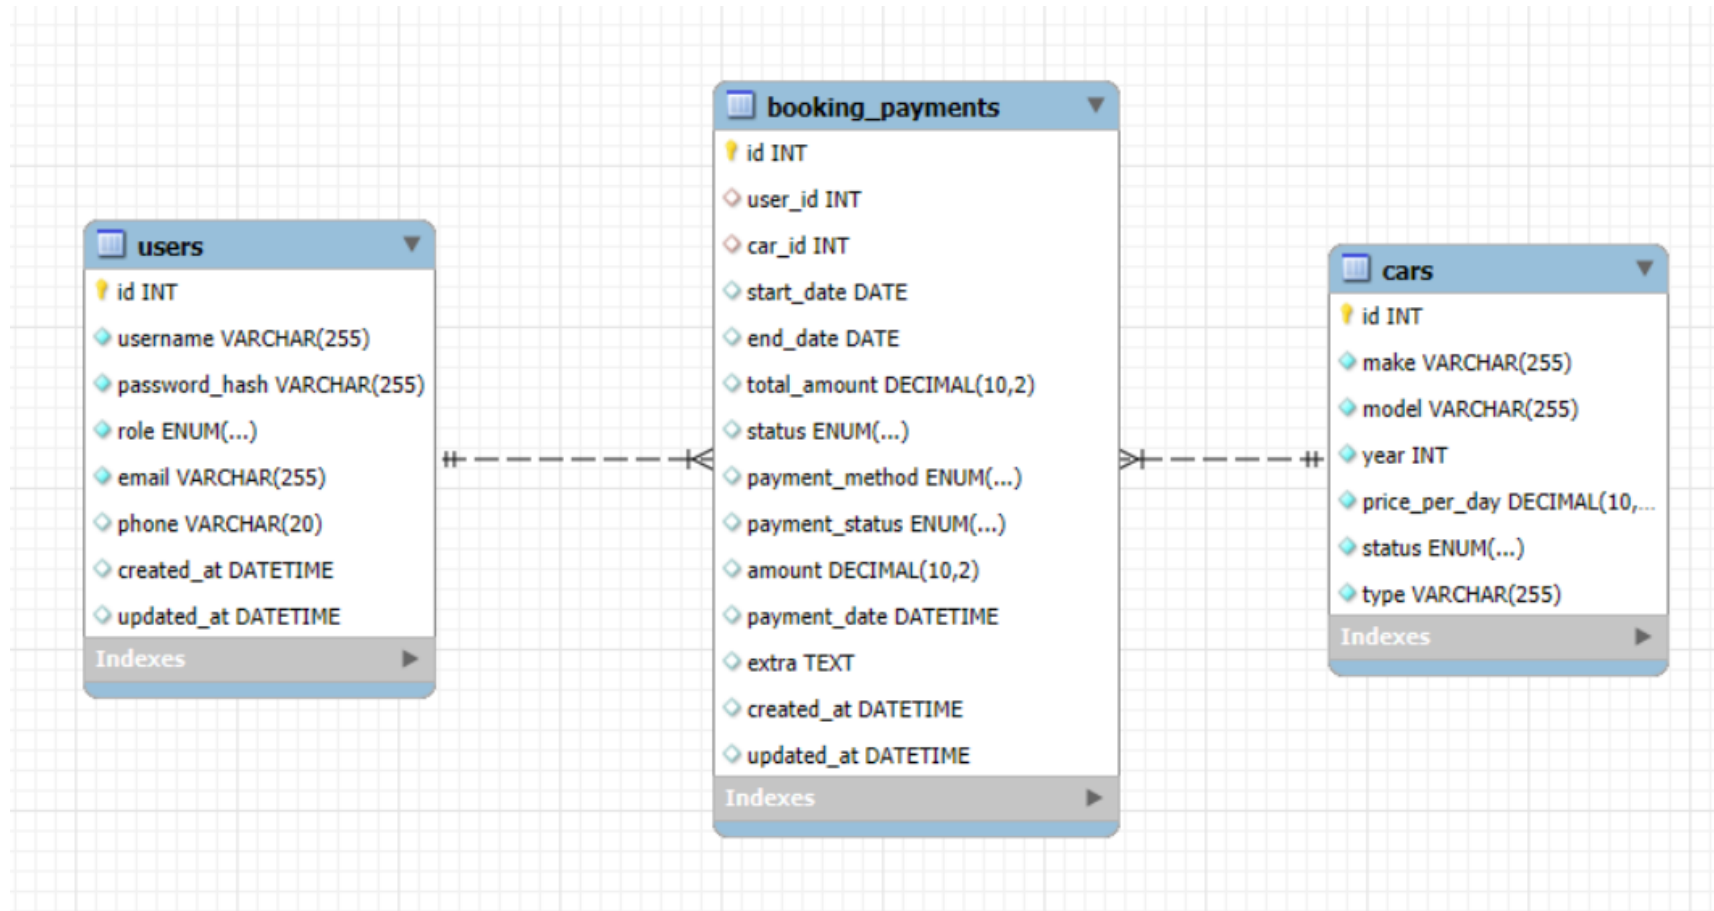 users
id INT
username VARCHAR(255)
password_hash VARCHAR(255)
role ENUM(...)
email VARCHAR(255)
phone VARCHAR(20)
created_at DATETIME
updated_at DATETIME
Indexes
booking_payments
id INT
user_id INT
car_id INT
start_date DATE
end_date DATE
total_amount DECIMAL(10,2)
status ENUM(...)
payment_method ENUM(...)
payment_status ENUM(...)
amount DECIMAL(10,2)
payment_date DATETIME
extra TEXT
created_at DATETIME
updated_at DATETIME
Indexes
cars
id INT
make VARCHAR(255)
model VARCHAR(255)
year INT
price_per_day DECIMAL(10,...
status ENUM(...)
type VARCHAR(255)
Indexes